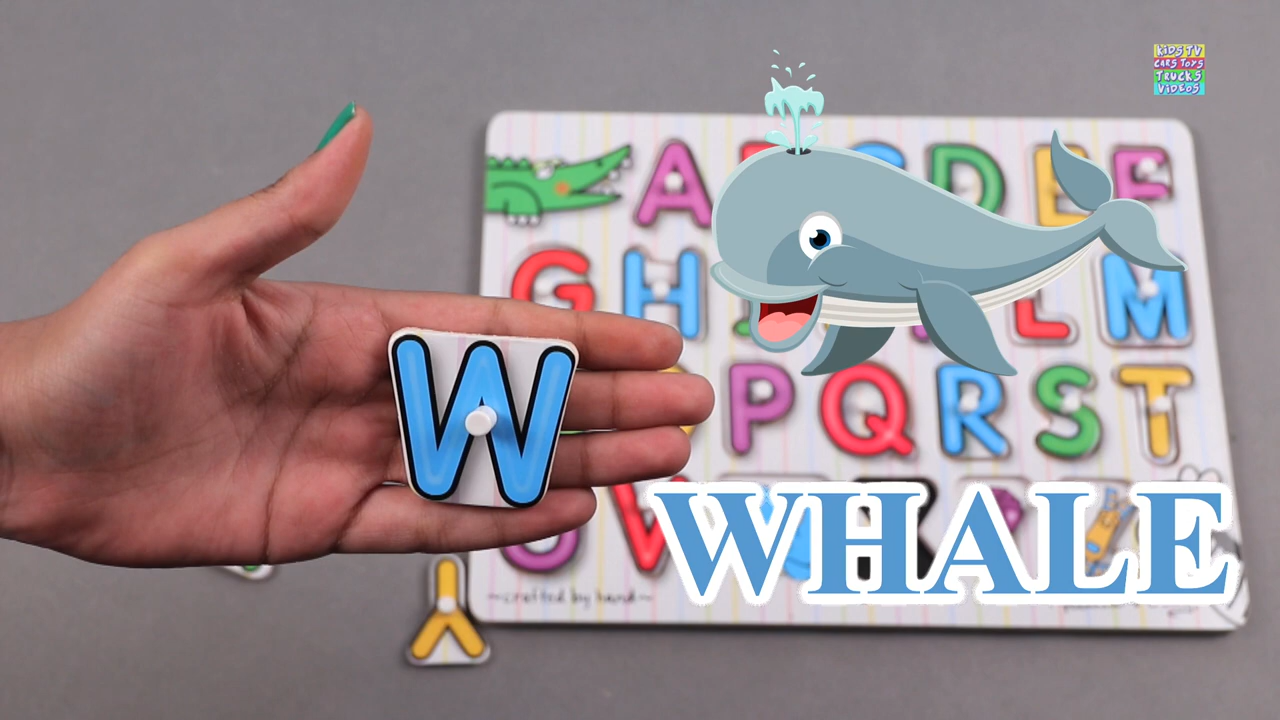 KiDS TV
CARS TOYS
TRUCKS
ViDEOS
A
D
E
F
G
H
L
M
W
P
Q
R
S
T
U
V
WHALE
~crafted by hand~
Y